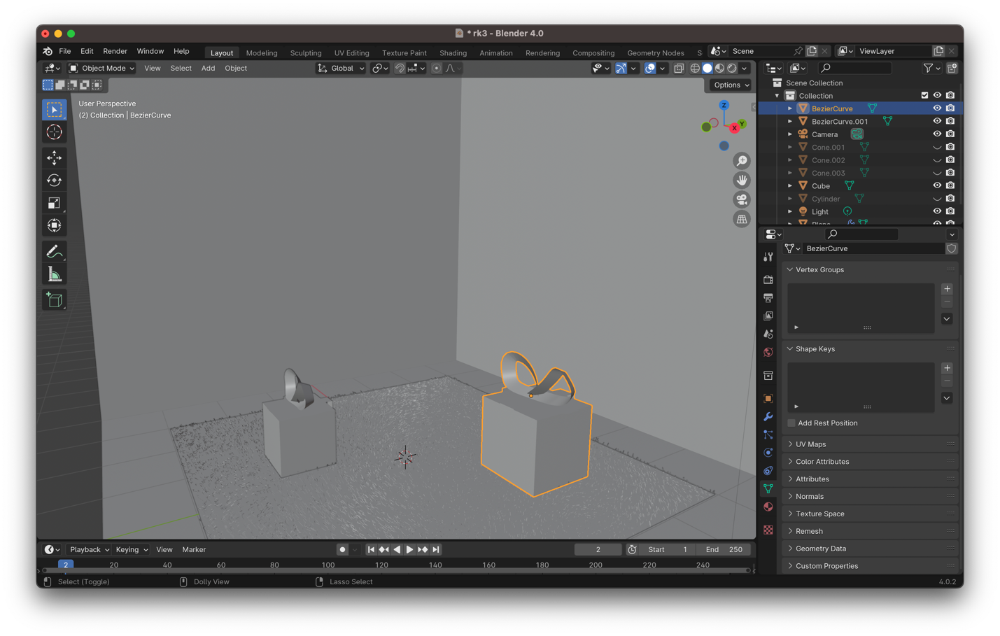 * rk3 - Blender 4.0
File Edit Render Window Help
Layout Modeling Sculpting UV Editing Texture Paint Shading Animation Rendering Compositing Geometry Nodes S
Scene
ViewLayer
Object Mode View Select Add Object
Global
Options
User Perspective
(2) Collection | BezierCurve
Z
Y
X
Scene Collection
Collection
BezierCurve
BezierCurve.001
Camera
Cone.001
Cone.002
Cone.003
Cube
Cylinder
Light
Plane
BezierCurve
Vertex Groups
Shape Keys
Add Rest Position
UV Maps
Color Attributes
Attributes
Normals
Texture Space
Remesh
Geometry Data
Custom Properties
Playback Keying View Marker
2
Start 1
End 250
2 20 40 60 80 100 120 140 160 180 200 220 240
Select (Toggle) Dolly View Lasso Select
4.0.2